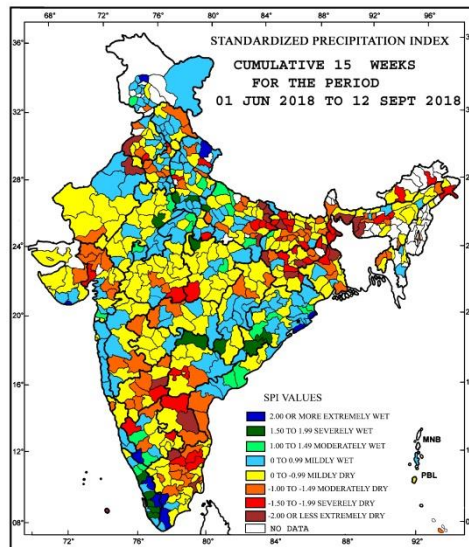 68° 72° 76° 80° 84° 88° 92° 96°
36°
STANDARDIZED PRECIPITATION INDEX
CUMULATIVE 15 WEEKS
FOR THE PERIOD
01 JUN 2018 TO 12 SEPT 2018
32°
28°
24°
20°
16°
12°
08°
SPI VALUES
2.00 OR MORE EXTREMELY WET
1.50 TO 1.99 SEVERELY WET
1.00 TO 1.49 MODERATELY WET
0 TO 0.99 MILDLY WET
0 TO -0.99 MILDLY DRY
-1.00 TO -1.49 MODERATELY DRY
-1.50 TO -1.99 SEVERELY DRY
-2.00 OR LESS EXTREMELY DRY
NO DATA
MNB
PBL
72° 76° 80° 84° 88° 92° 96°